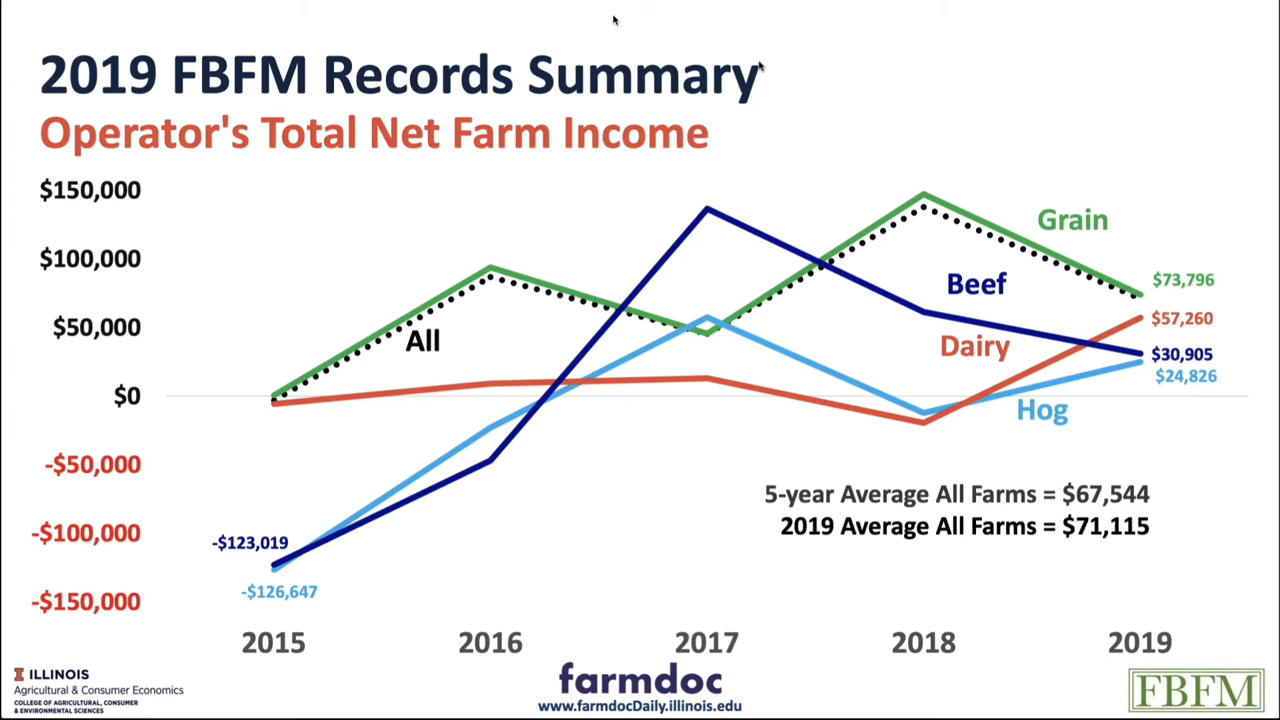 2019 FBFM Records Summary
Operator's Total Net Farm Income
$150,000
$100,000
$50,000
$0
-$50,000
-$100,000
-$150,000
Grain
$73,796
Beef
All
Dairy
$57,260
$30,905
$24,826
Hog
5-year Average All Farms = $67,544
2019 Average All Farms = $71,115
-$123,019
-$126,647
2015 2016 2017 2018 2019
I ILLINOIS
Agricultural & Consumer Economics
COLLEGE OF AGRICULTURAL, CONSUMER
& ENVIRONMENTAL SCIENCES
farmdoc
www.farmdocDaily.illinois.edu
FBFM